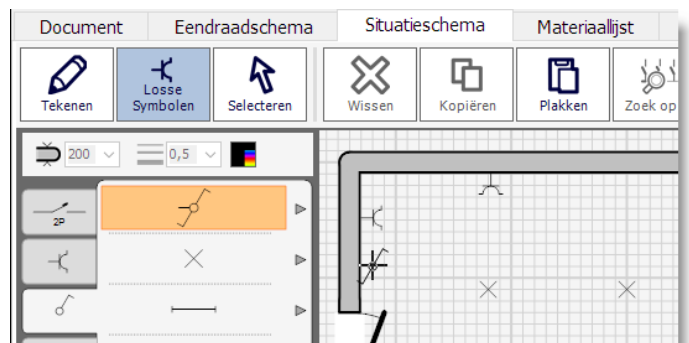 Document Eendraadschema Situatieschema Materiaallijst
Tekenen Losse Symbolen Selecteren Wissen Kopiëren Plakken Zoek op
200 0,5
2P